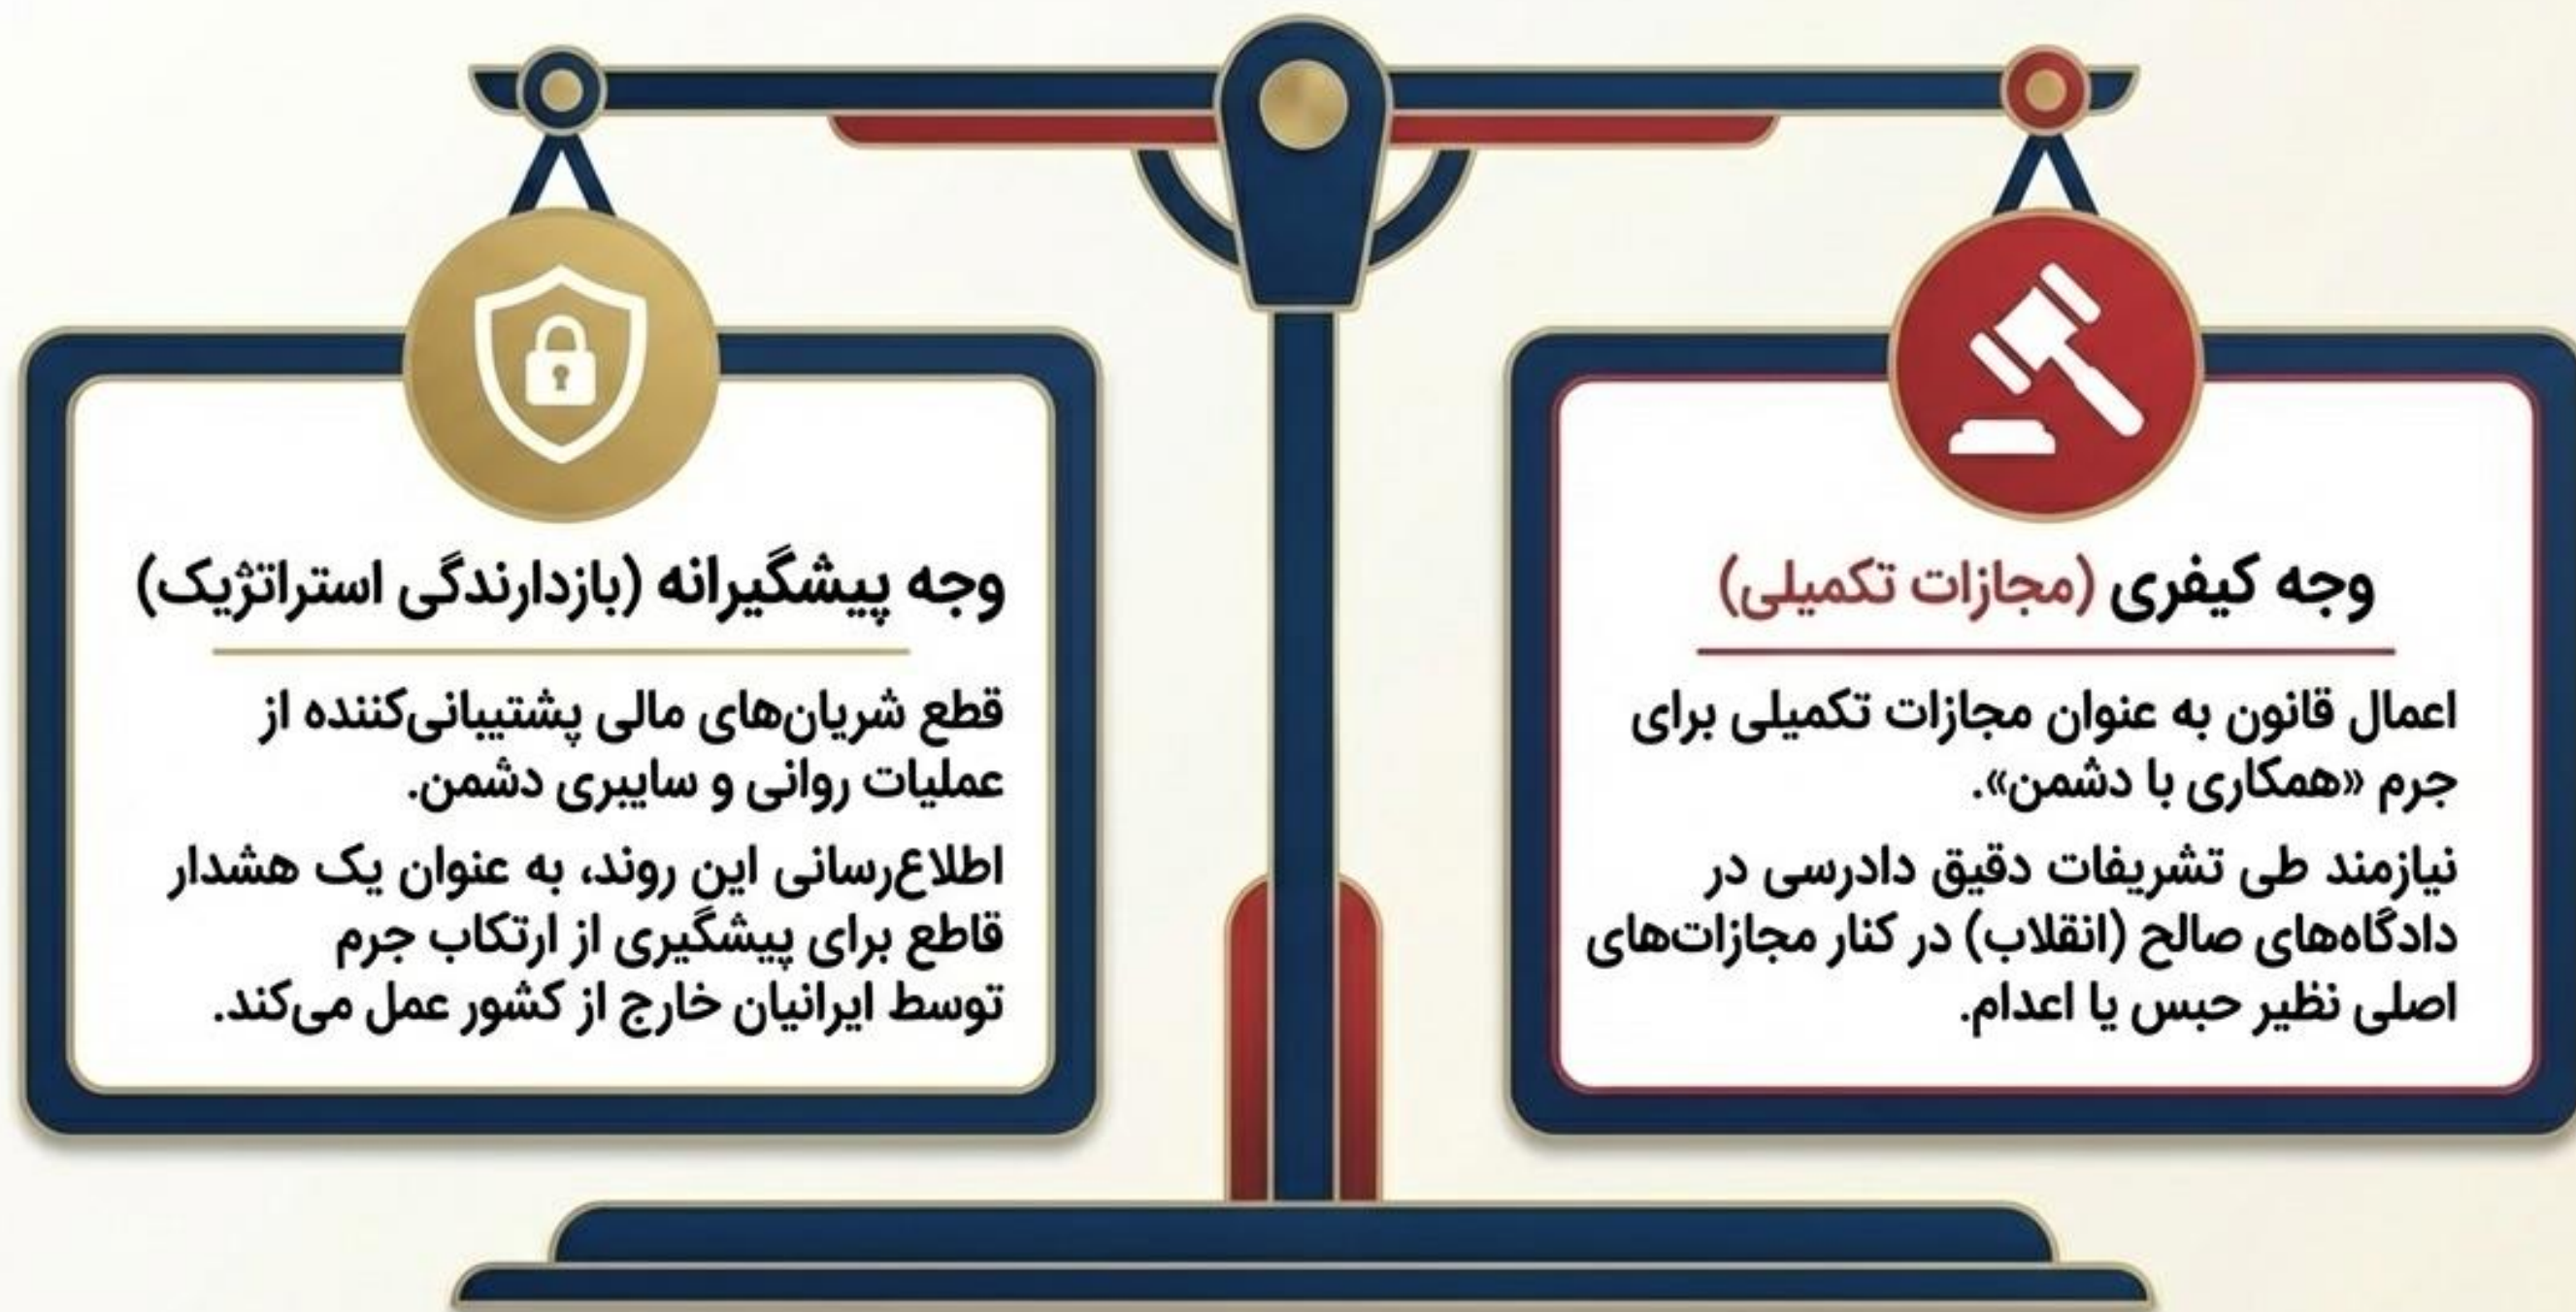 وجه کیفری (مجازات تکمیلی)
اعمال قانون به عنوان مجازات تکمیلی برای
جرم «همکاری با دشمن».
نیازمند طی تشریفات دقیق دادرسی در
دادگاه‌های صالح (انقلاب) در کنار مجازات‌های
اصلی نظیر حبس یا اعدام.
وجه پیشگیرانه (بازدارندگی استراتژیک)
قطع شریان‌های مالی پشتیبانی‌کننده از
عملیات روانی و سایبری دشمن.
اطلاع‌رسانی این روند، به عنوان یک هشدار
قاطع برای پیشگیری از ارتکاب جرم
توسط ایرانیان خارج از کشور عمل می‌کند.